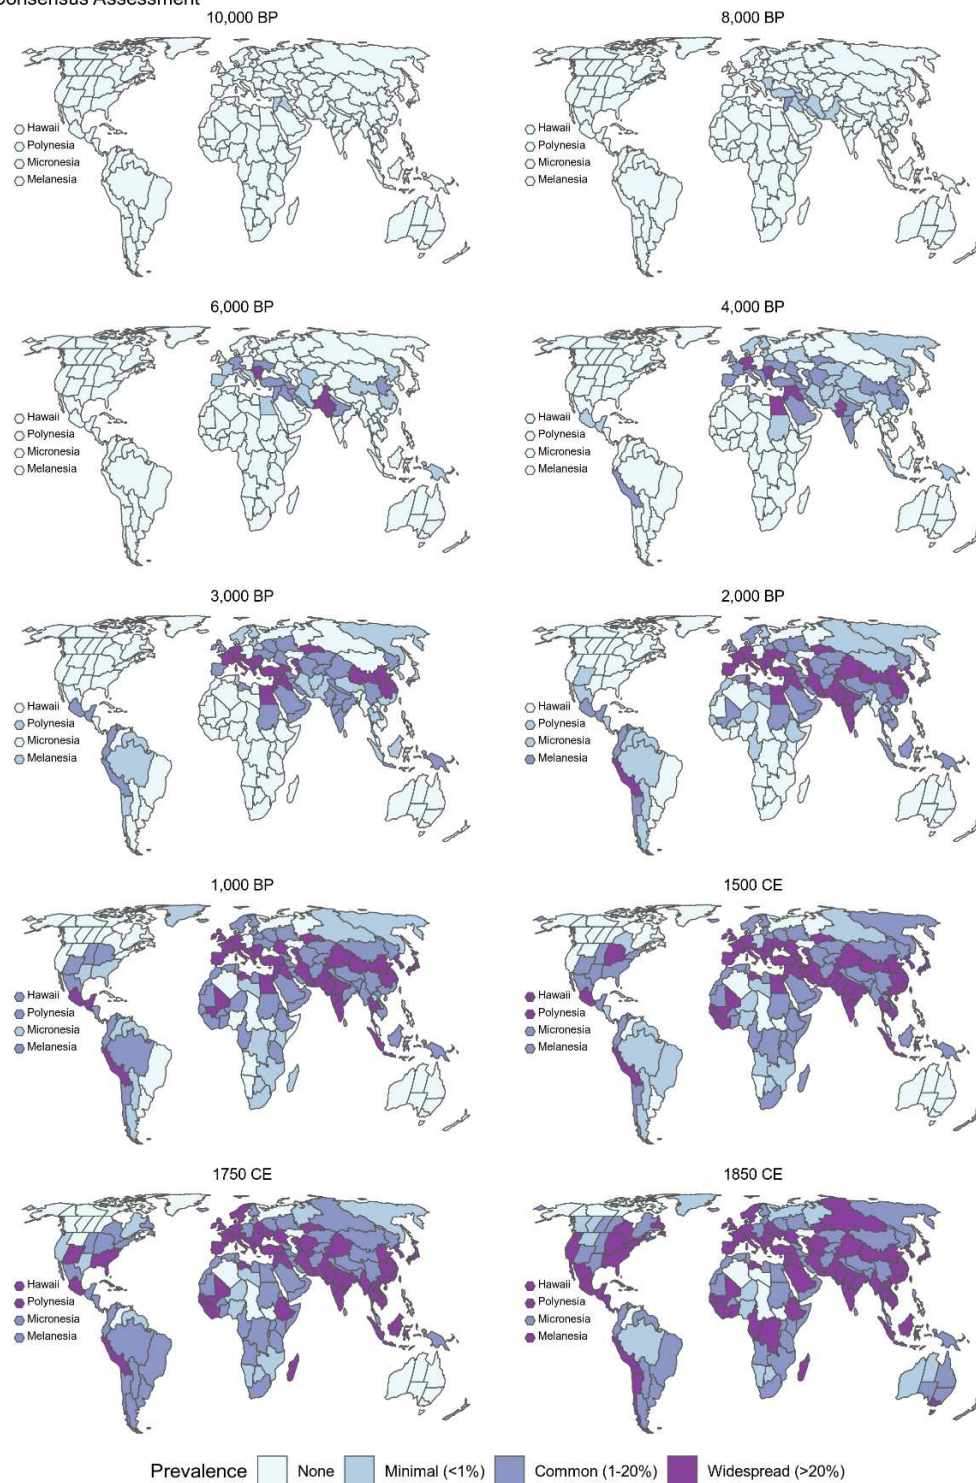 Consensus Assessment
10,000 BP
8,000 BP
Hawaii
Polynesia
Micronesia
Melanesia
Hawaii
Polynesia
Micronesia
Melanesia
6,000 BP
4,000 BP
Hawaii
Polynesia
Micronesia
Melanesia
Hawaii
Polynesia
Micronesia
Melanesia
3,000 BP
2,000 BP
Hawaii
Polynesia
Micronesia
Melanesia
Hawaii
Polynesia
Micronesia
Melanesia
1,000 BP
1500 CE
Hawaii
Polynesia
Micronesia
Melanesia
Hawaii
Polynesia
Micronesia
Melanesia
1750 CE
1850 CE
Hawaii
Polynesia
Micronesia
Melanesia
Hawaii
Polynesia
Micronesia
Melanesia
Prevalence None Minimal (<1%) Common (1-20%) Widespread (>20%)